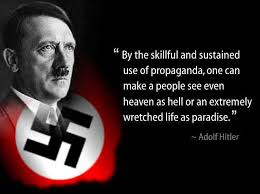 “ By the skillful and sustained
use of propaganda, one can
make a people see even
heaven as hell or an extremely
wretched life as paradise. ”
~ Adolf Hitler